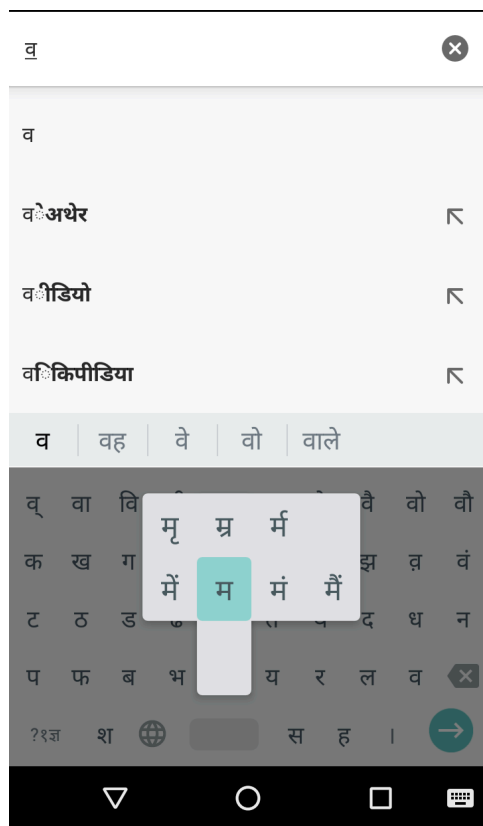 व
व
वेअथेर
वीडियो
विकिपीडिया
व वह वे वो वाले
व् वा वि वै वो वौ
मृ म्र र्म
क ख ग झ व़ वं
में म मं मैं
ट ठ ड द ध न
प फ ब भ य र ल व
?१ज्ञ श स ह ।